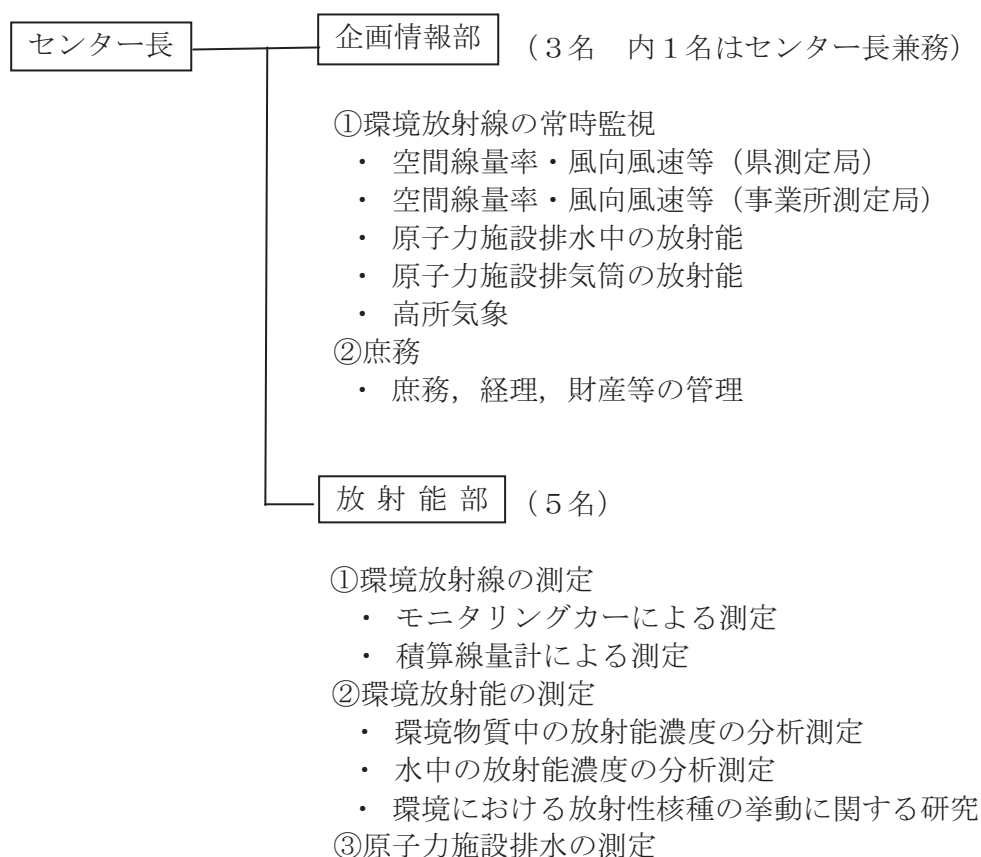 センター長 企画情報部 (3名 内1名はセンター長兼務)
①環境放射線の常時監視
・ 空間線量率・風向風速等(県測定局)
・ 空間線量率・風向風速等(事業所測定局)
・ 原子力施設排水中の放射能
・ 原子力施設排気筒の放射能
・ 高所気象
②庶務
・ 庶務,経理,財産等の管理
放 射 能 部 (5名)
①環境放射線の測定
・ モニタリングカーによる測定
・ 積算線量計による測定
②環境放射能の測定
・ 環境物質中の放射能濃度の分析測定
・ 水中の放射能濃度の分析測定
・ 環境における放射性核種の挙動に関する研究
③原子力施設排水の測定